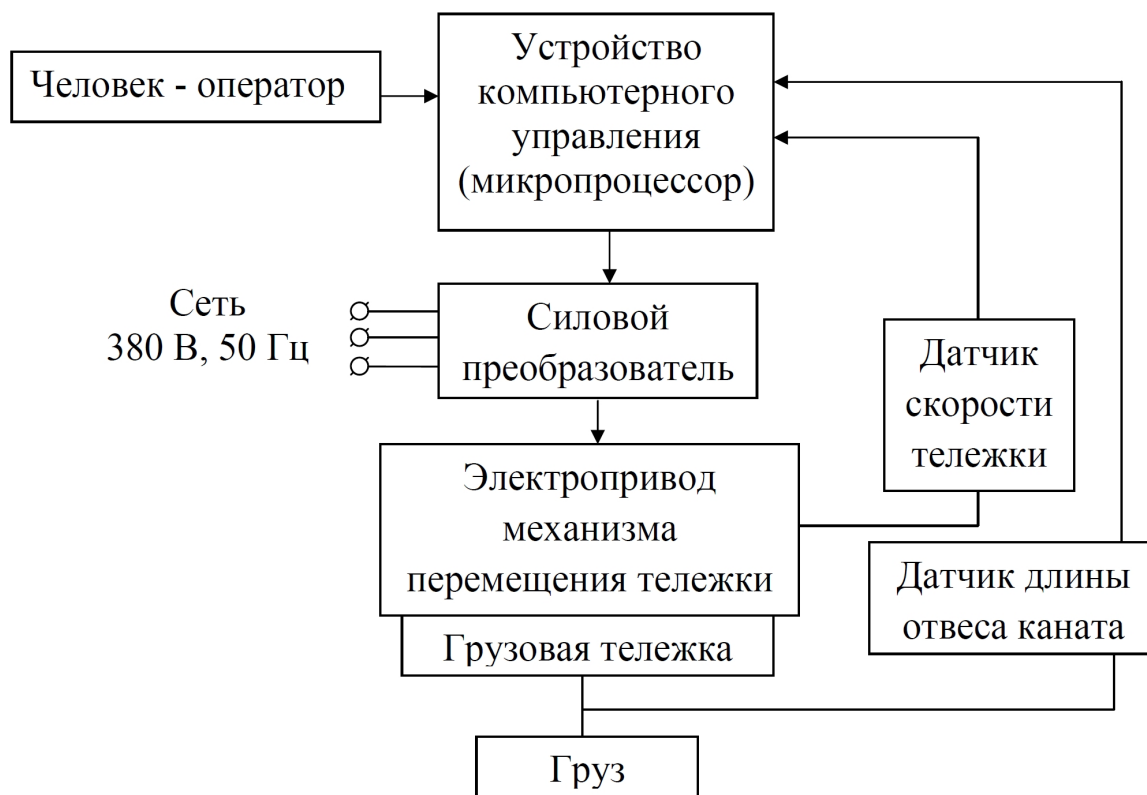 Человек - оператор
Устройство
компьютерного
управления
(микропроцессор)
Сеть
380 В, 50 Гц
Силовой
преобразователь
Датчик
скорости
тележки
Электропривод
механизма
перемещения тележки
Датчик длины
отвеса каната
Грузовая тележка
Груз